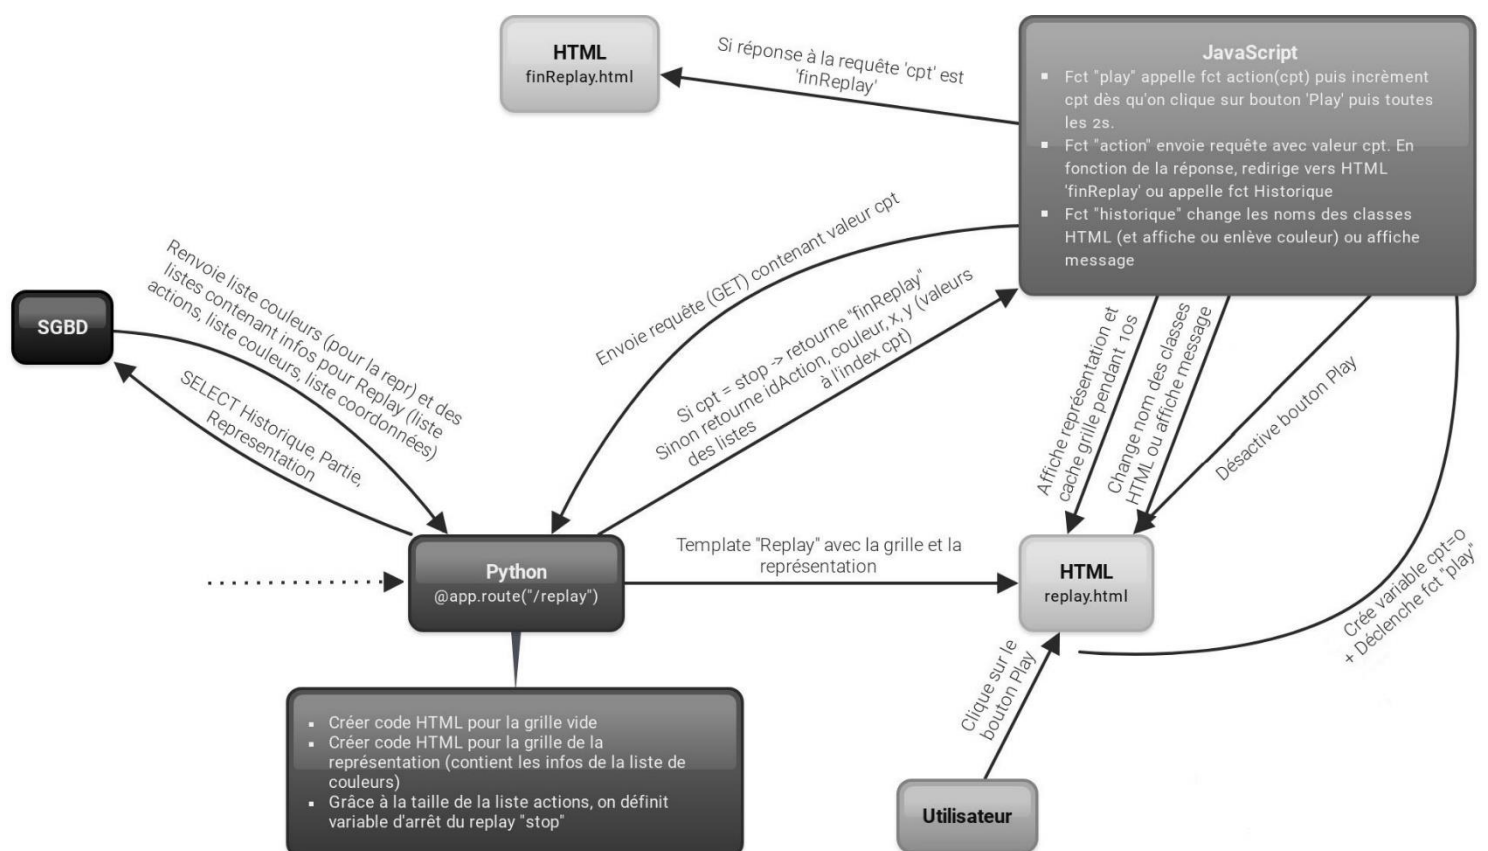 HTML
finReplay.html
Si réponse à la requête 'cpt' est
'finReplay'
JavaScript
▪ Fct "play" appelle fct action(cpt) puis incrèment
cpt dès qu'on clique sur bouton 'Play' puis toutes
les 2s.
▪ Fct "action" envoie requête avec valeur cpt. En
fonction de la réponse, redirige vers HTML
'finReplay' ou appelle fct Historique
▪ Fct "historique" change les noms des classes
HTML (et affiche ou enlève couleur) ou affiche
message
Envoie requête (GET) contenant valeur cpt
Si cpt = stop -> retourne "finReplay"
Sinon retourne idAction, couleur, x, y (valeurs
des listes à l'index cpt)
SGBD
Renvoie liste couleurs (pour la repr) et des
listes contenant infos pour Replay (liste
actions, liste couleurs, liste coordonnées)
SELECT Historique, Partie,
Representation
Affiche représentation et
cache grille pendant 10s
Change nom des classes
HTML ou affiche message
Désactive bouton Play
Crée variable cpt=0
+ Déclenche fct "play"
Python
@app.route("/replay")
Template "Replay" avec la grille et la
représentation
HTML
replay.html
Clique sur le
bouton Play
▪ Créer code HTML pour la grille vide
▪ Créer code HTML pour la grille de la
représentation (contient les infos de la liste de
couleurs)
▪ Grâce à la taille de la liste actions, on définit
variable d'arrêt du replay "stop"
Utilisateur